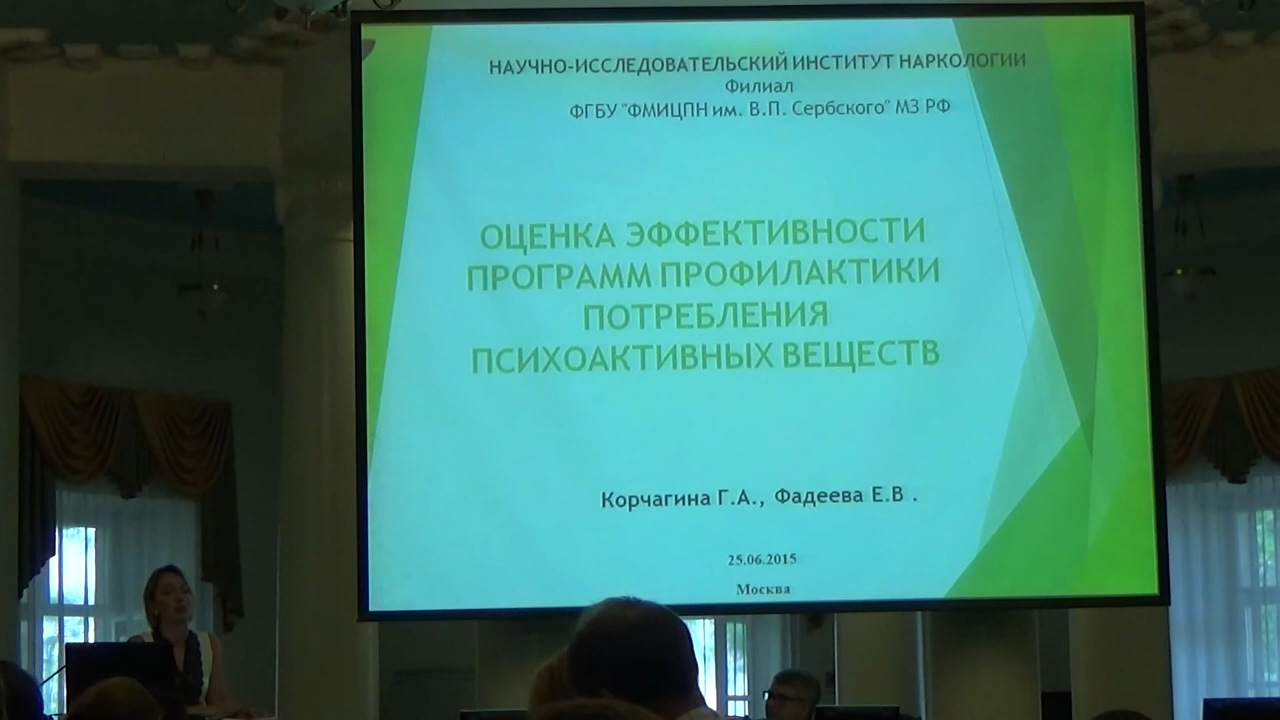 НАУЧНО-ИССЛЕДОВАТЕЛЬСКИЙ ИНСТИТУТ НАРКОЛОГИИ
Филиал
ФГБУ "ФМИЦПН им. В.П. Сербского" МЗ РФ
ОЦЕНКА ЭФФЕКТИВНОСТИ
ПРОГРАММ ПРОФИЛАКТИКИ
ПОТРЕБЛЕНИЯ
ПСИХОАКТИВНЫХ ВЕЩЕСТВ
Корчагина Г.А., Фадеева Е.В .
25.06.2015
Москва